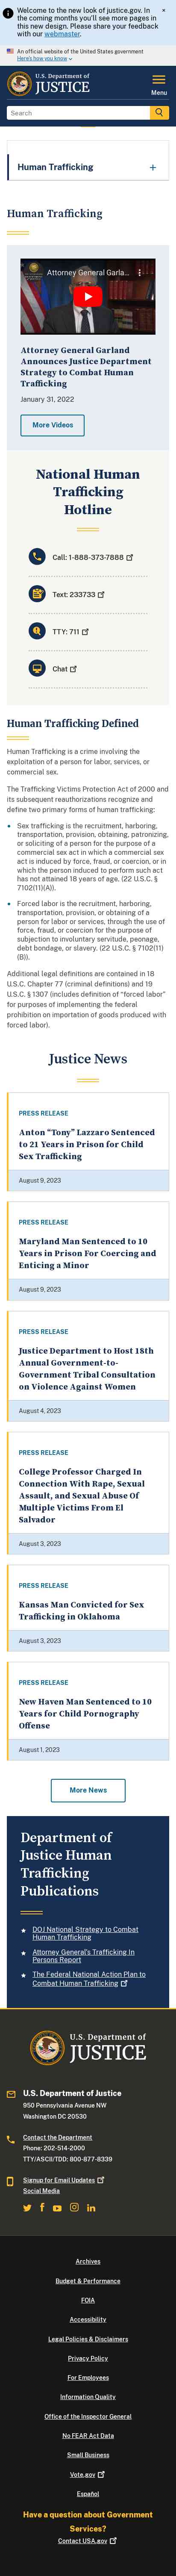 Welcome to the new look of justice.gov. In
the coming months you'll see more pages in
this new design. Please share your feedback
with our webmaster.
×
An official website of the United States government
Here's how you know
U.S. Department of
JUSTICE
Menu
Search
Human Trafficking
Human Trafficking
Attorney General Garla...
Attorney General Garland
Announces Justice Department
Strategy to Combat Human
Trafficking
January 31, 2022
More Videos
National Human
Trafficking
Hotline
Call: 1-888-373-7888
Text: 233733
TTY: 711
Chat
Human Trafficking Defined
Human Trafficking is a crime involving the
exploitation of a person for labor, services, or
commercial sex.
The Trafficking Victims Protection Act of 2000 and
its subsequent reauthorizations recognize and
define two primary forms of human trafficking:
Sex trafficking is the recruitment, harboring,
transportation, provision, obtaining, patronizing,
or soliciting of a person for the purpose of a
commercial sex act in which a commercial sex act
is induced by force, fraud, or coercion, or in
which the person induced to perform such act
has not attained 18 years of age. (22 U.S.C. §
7102(11)(A)).
Forced labor is the recruitment, harboring,
transportation, provision, or obtaining of a
person for labor or services, through the use of
force, fraud, or coercion for the purpose of
subjection to involuntary servitude, peonage,
debt bondage, or slavery. (22 U.S.C. § 7102(11)
(B)).
Additional legal definitions are contained in 18
U.S.C. Chapter 77 (criminal definitions) and 19
U.S.C. § 1307 (includes definition of “forced labor”
as part of the
prohibition on importation of goods produced with
forced labor).
Justice News
PRESS RELEASE
Anton “Tony” Lazzaro Sentenced
to 21 Years in Prison for Child
Sex Trafficking
August 9, 2023
PRESS RELEASE
Maryland Man Sentenced to 10
Years in Prison For Coercing and
Enticing a Minor
August 9, 2023
PRESS RELEASE
Justice Department to Host 18th
Annual Government-to-
Government Tribal Consultation
on Violence Against Women
August 4, 2023
PRESS RELEASE
College Professor Charged In
Connection With Rape, Sexual
Assault, and Sexual Abuse Of
Multiple Victims From El
Salvador
August 3, 2023
PRESS RELEASE
Kansas Man Convicted for Sex
Trafficking in Oklahoma
August 3, 2023
PRESS RELEASE
New Haven Man Sentenced to 10
Years for Child Pornography
Offense
August 1, 2023
More News
Department of
Justice Human
Trafficking
Publications
DOJ National Strategy to Combat
Human Trafficking
Attorney General's Trafficking In
Persons Report
The Federal National Action Plan to
Combat Human Trafficking
U.S. Department of
JUSTICE
U.S. Department of Justice
950 Pennsylvania Avenue NW
Washington DC 20530
Contact the Department
Phone: 202-514-2000
TTY/ASCII/TDD: 800-877-8339
Signup for Email Updates
Social Media
Archives
Budget & Performance
FOIA
Accessibility
Legal Policies & Disclaimers
Privacy Policy
For Employees
Information Quality
Office of the Inspector General
No FEAR Act Data
Small Business
Vote.gov
Español
Have a question about Government
Services?
Contact USA.gov